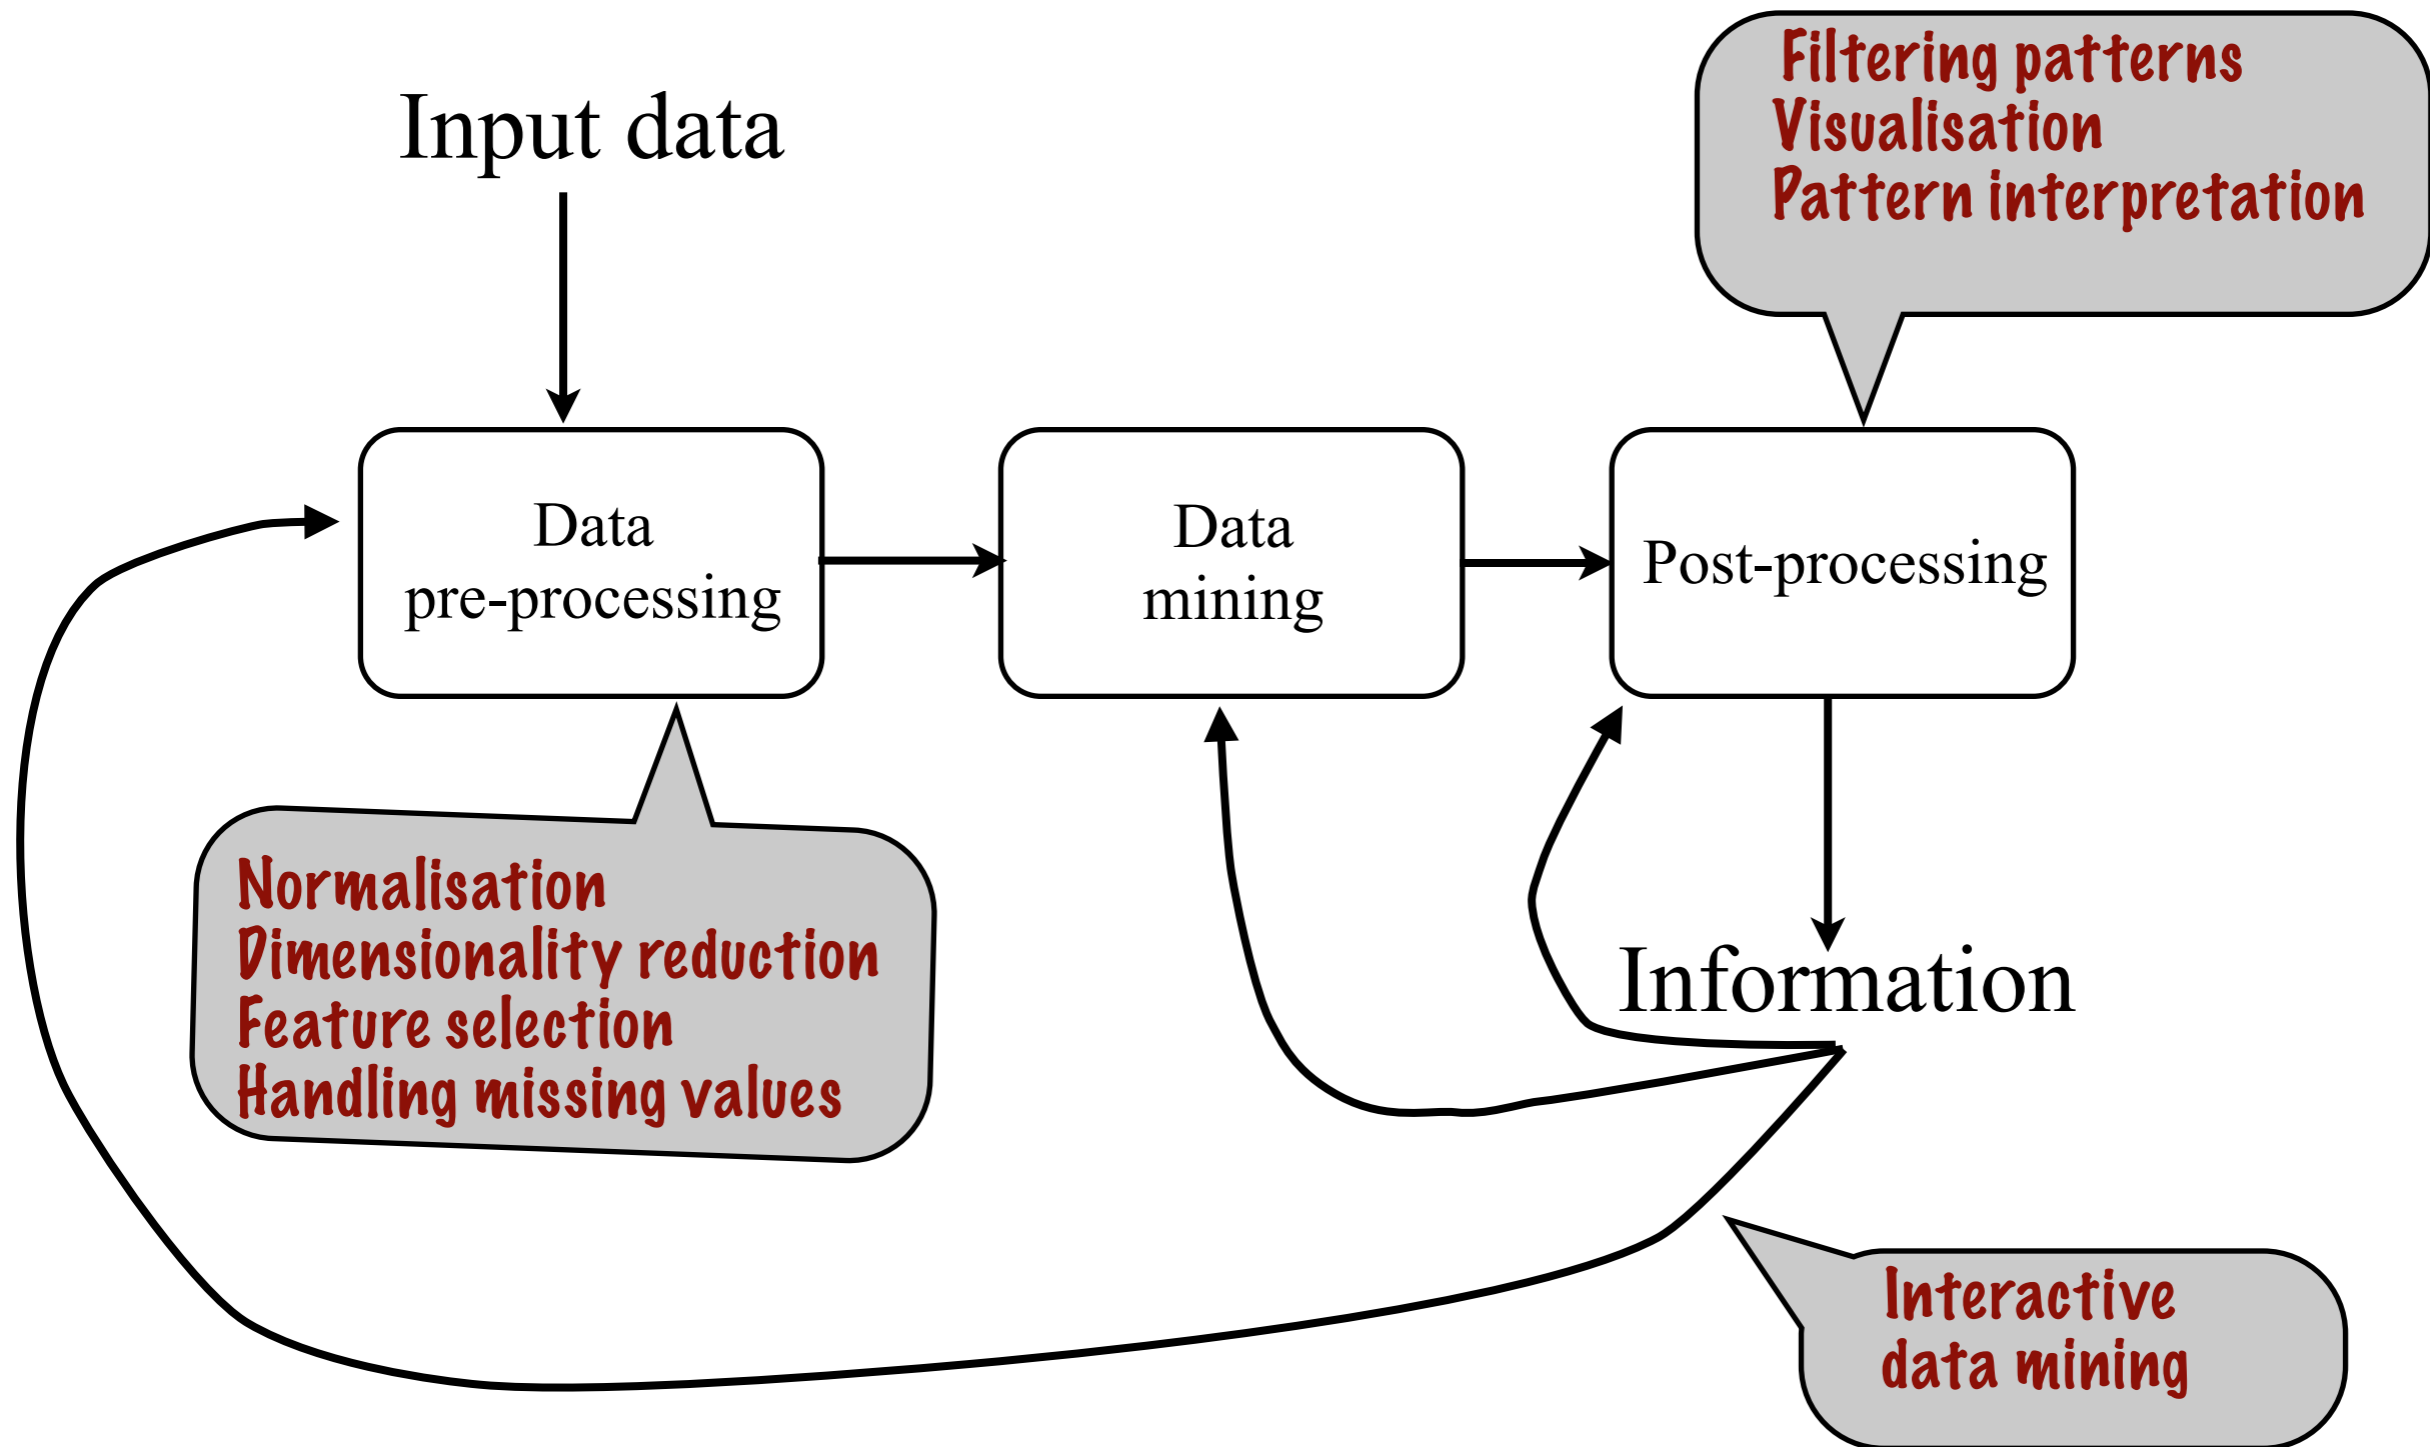 Input data
Filtering patterns
Visualisation
Pattern interpretation
Data
pre-processing
Data
mining
Post-processing
Normalisation
Dimensionality reduction
Feature selection
Handling missing values
Information
Interactive
data mining